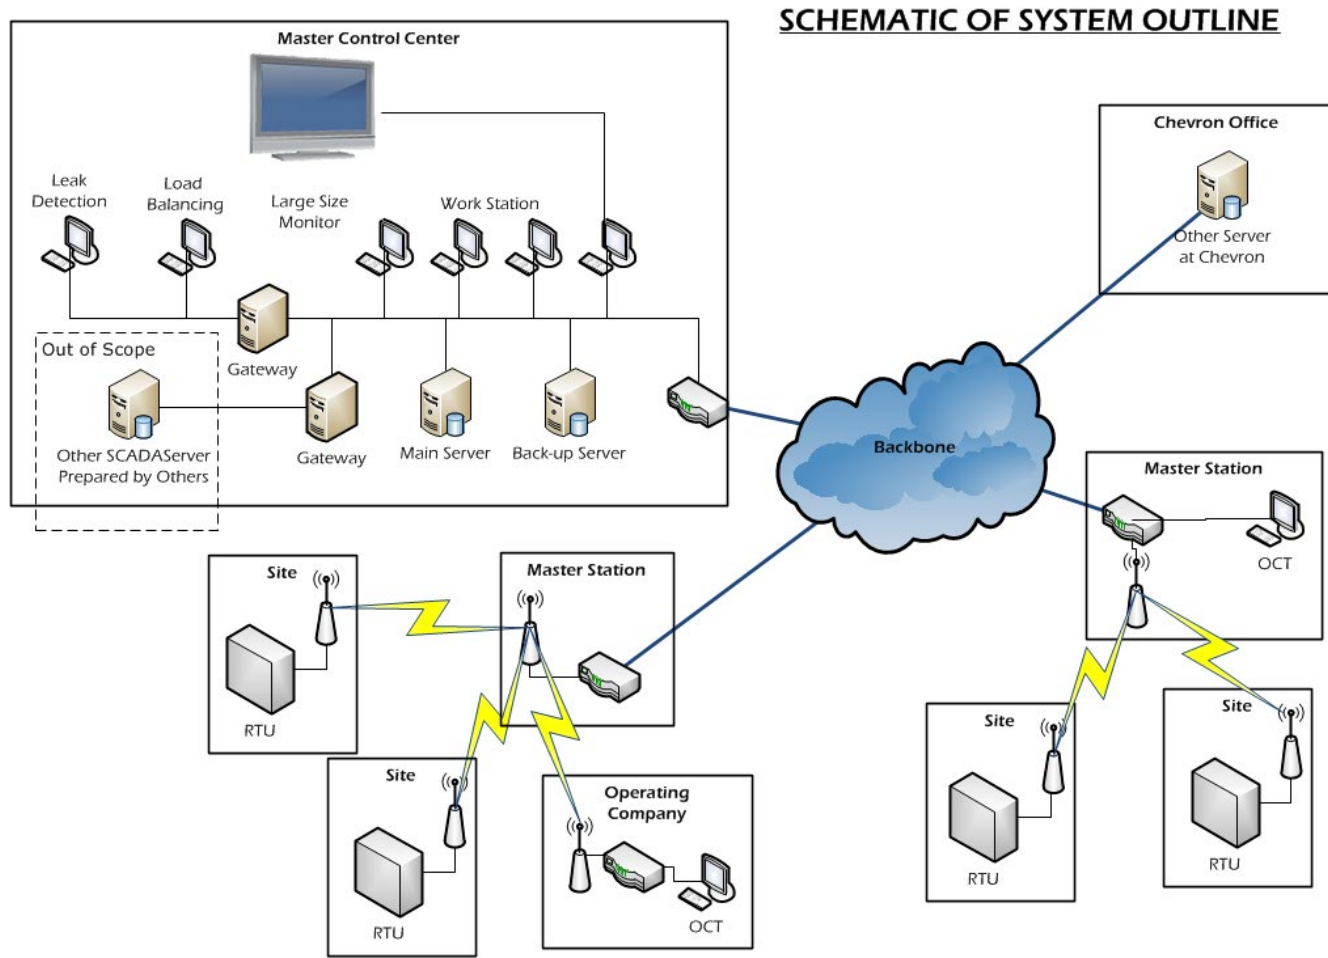 SCHEMATIC OF SYSTEM OUTLINE
Master Control Center
Leak
Detection
Load
Balancing
Large Size
Monitor
Work Station
Gateway
Out of Scope
Other SCADAServer
Prepared by Others
Gateway
Main Server
Back-up Server
Chevron Office
Other Server
at Chevron
Backbone
Master Station
OCT
Site
RTU
Master Station
Site
RTU
Operating
Company
OCT
Site
RTU
Site
RTU